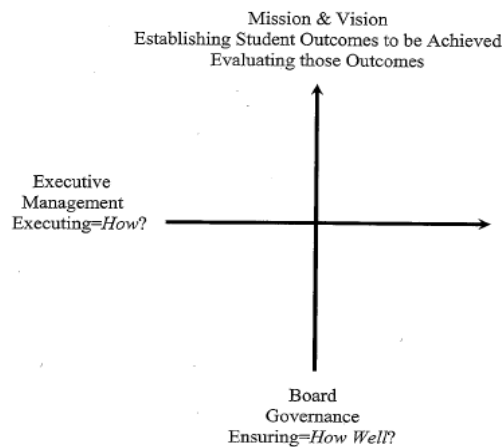 Mission & Vision
Establishing Student Outcomes to be Achieved
Evaluating those Outcomes
Executive
Management
Executing=How?
Board
Governance
Ensuring=How Well?